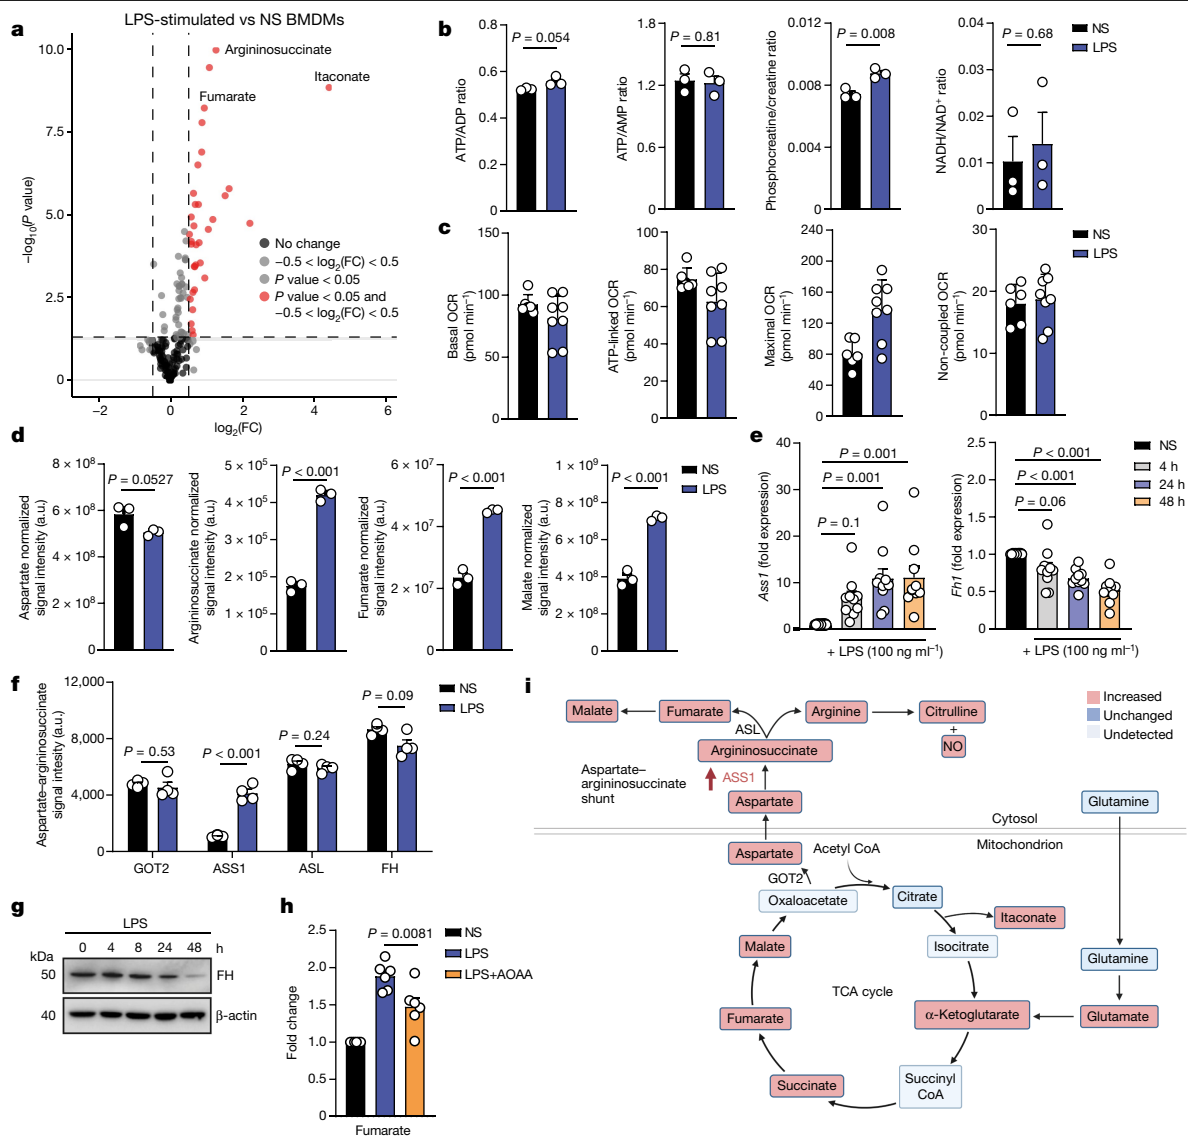 a
LPS-stimulated vs NS BMDMs
10.0
7.5
5.0
2.5
0
−log10(P value)
−2
0
2
4
6
log2(FC)
Argininosuccinate
Itaconate
Fumarate
No change
−0.5 < log2(FC) < 0.5
P value < 0.05
P value < 0.05 and
−0.5 < log2(FC) < 0.5
b
ATP/ADP ratio
0.8
0.6
0.4
0.2
0
P = 0.054
ATP/AMP ratio
1.8
1.2
0.6
0
P = 0.81
Phosphocreatine/creatine ratio
0.012
0.008
0.004
0
P = 0.008
NADH/NAD+ ratio
0.04
0.03
0.02
0.01
0
P = 0.68
NS
LPS
c
Basal OCR
(pmol min−1)
150
100
50
0
ATP-linked OCR
(pmol min−1)
100
80
60
40
20
0
Maximal OCR
(pmol min−1)
240
200
160
120
80
40
0
Non-coupled OCR
(pmol min−1)
30
20
10
0
NS
LPS
d
Aspartate normalized
signal intensity (a.u.)
8 × 10⁸
6 × 10⁸
4 × 10⁸
2 × 10⁸
0
P = 0.0527
Argininosuccinate normalized
signal intensity (a.u.)
5 × 10⁵
4 × 10⁵
3 × 10⁵
2 × 10⁵
1 × 10⁵
0
P < 0.001
Fumarate normalized
signal intensity (a.u.)
6 × 10⁷
4 × 10⁷
2 × 10⁷
0
P < 0.001
Malate normalized
signal intensity (a.u.)
1 × 10⁹
8 × 10⁸
6 × 10⁸
4 × 10⁸
2 × 10⁸
0
P < 0.001
NS
LPS
e
Ass1 (fold expression)
40
30
20
10
0
P = 0.001
P = 0.001
P = 0.1
+ LPS (100 ng ml−1)
Fh1 (fold expression)
2.5
2.0
1.5
1.0
0.5
0
P < 0.001
P < 0.001
P = 0.06
+ LPS (100 ng ml−1)
NS
4 h
24 h
48 h
f
Aspartate–argininosuccinate
signal intesity (a.u.)
12,000
8,000
4,000
0
P = 0.53
P < 0.001
P = 0.24
P = 0.09
GOT2
ASS1
ASL
FH
NS
LPS
g
LPS
0
4
8
24
48
h
kDa
50
FH
40
β-actin
h
Fold change
2.5
2.0
1.5
1.0
0.5
0
P = 0.0081
Fumarate
NS
LPS
LPS+AOAA
i
Increased
Unchanged
Undetected
Malate
Fumarate
Arginine
Citrulline
+
NO
ASL
Argininosuccinate
ASS1
Aspartate–
argininosuccinate
shunt
Aspartate
Glutamine
Cytosol
Mitochondrion
Aspartate
Acetyl CoA
GOT2
Oxaloacetate
Citrate
Itaconate
Malate
Isocitrate
Glutamine
TCA cycle
Fumarate
α-Ketoglutarate
Glutamate
Succinate
Succinyl
CoA